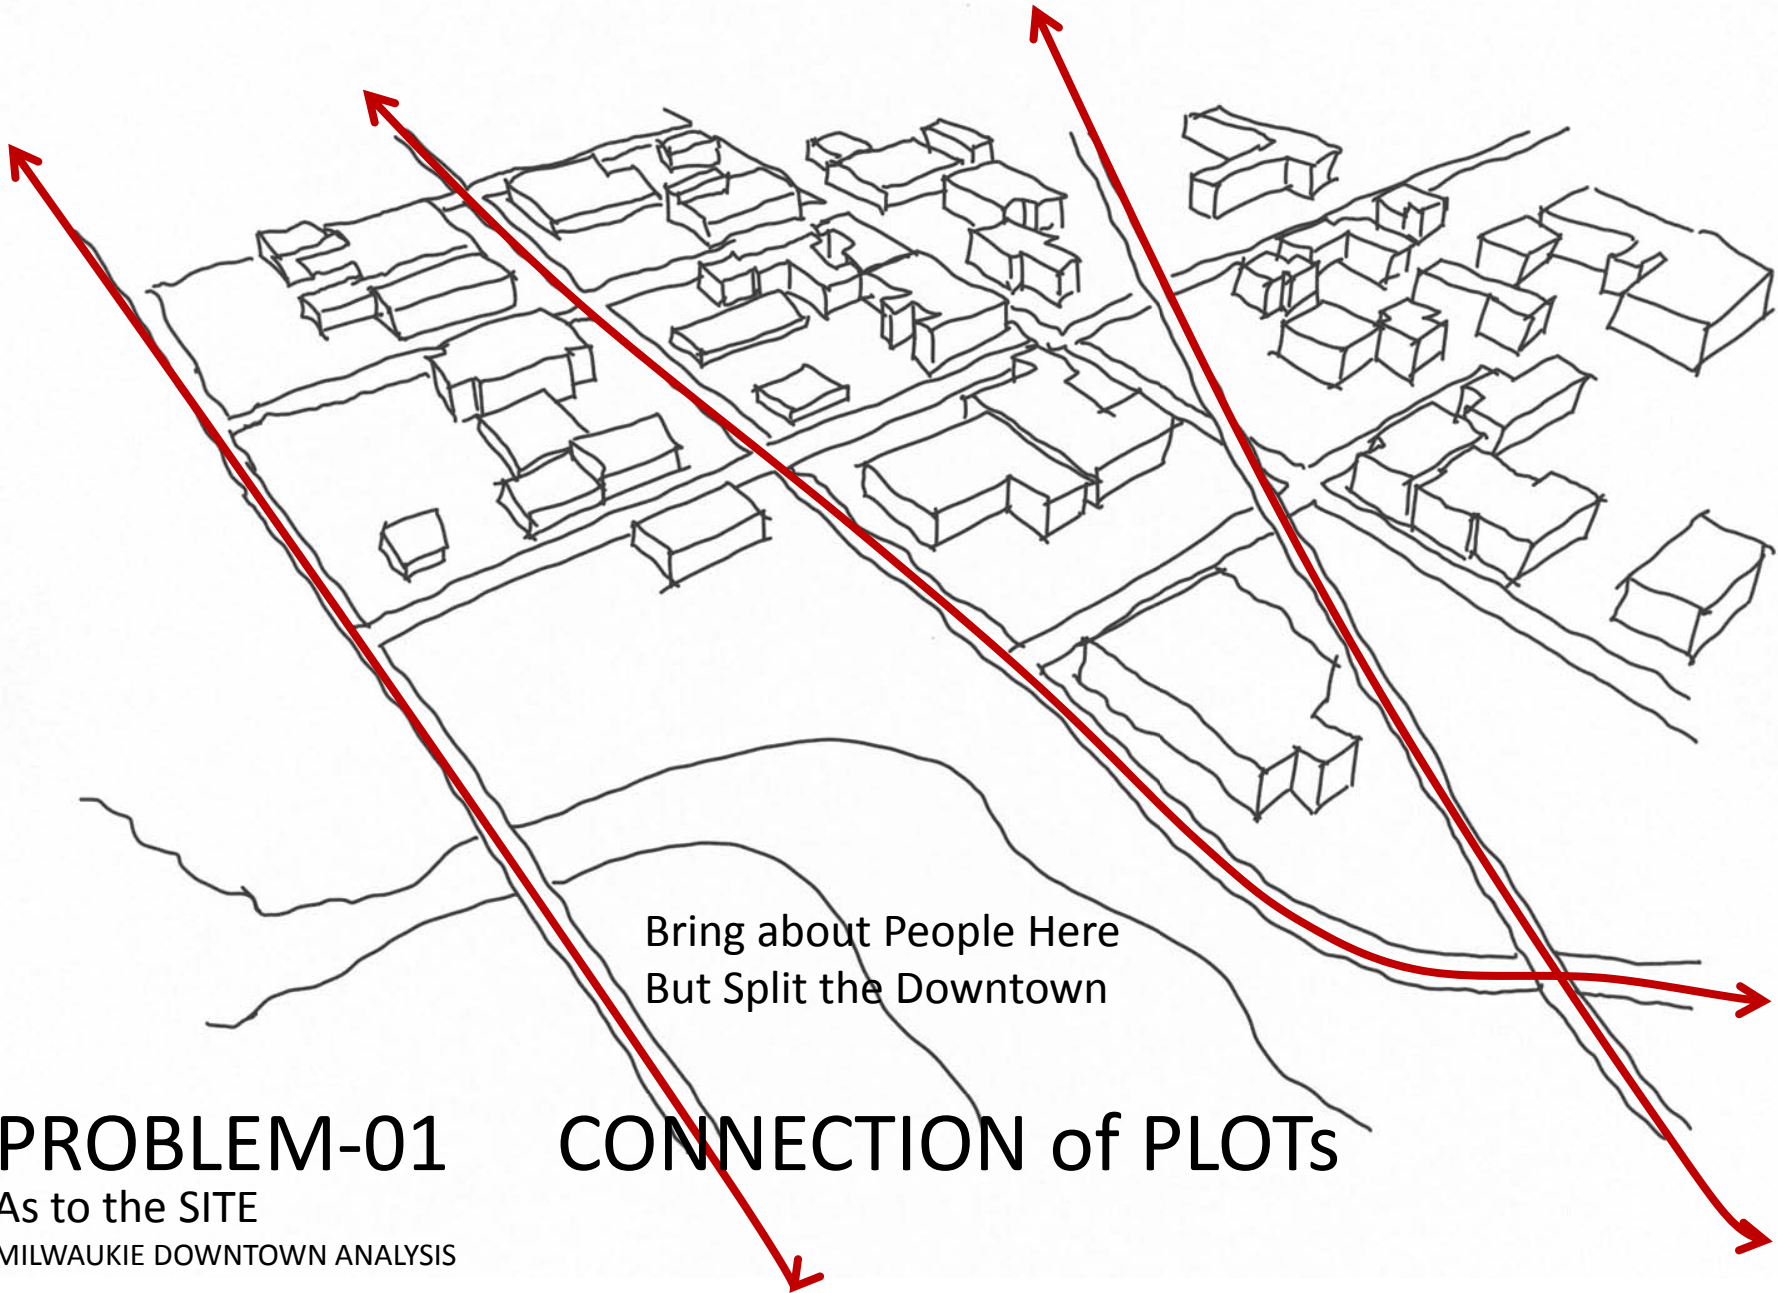 Bring about People Here
But Split the Downtown
PROBLEM-01 CONNECTION of PLOTs
As to the SITE
MILWAUKIE DOWNTOWN ANALYSIS